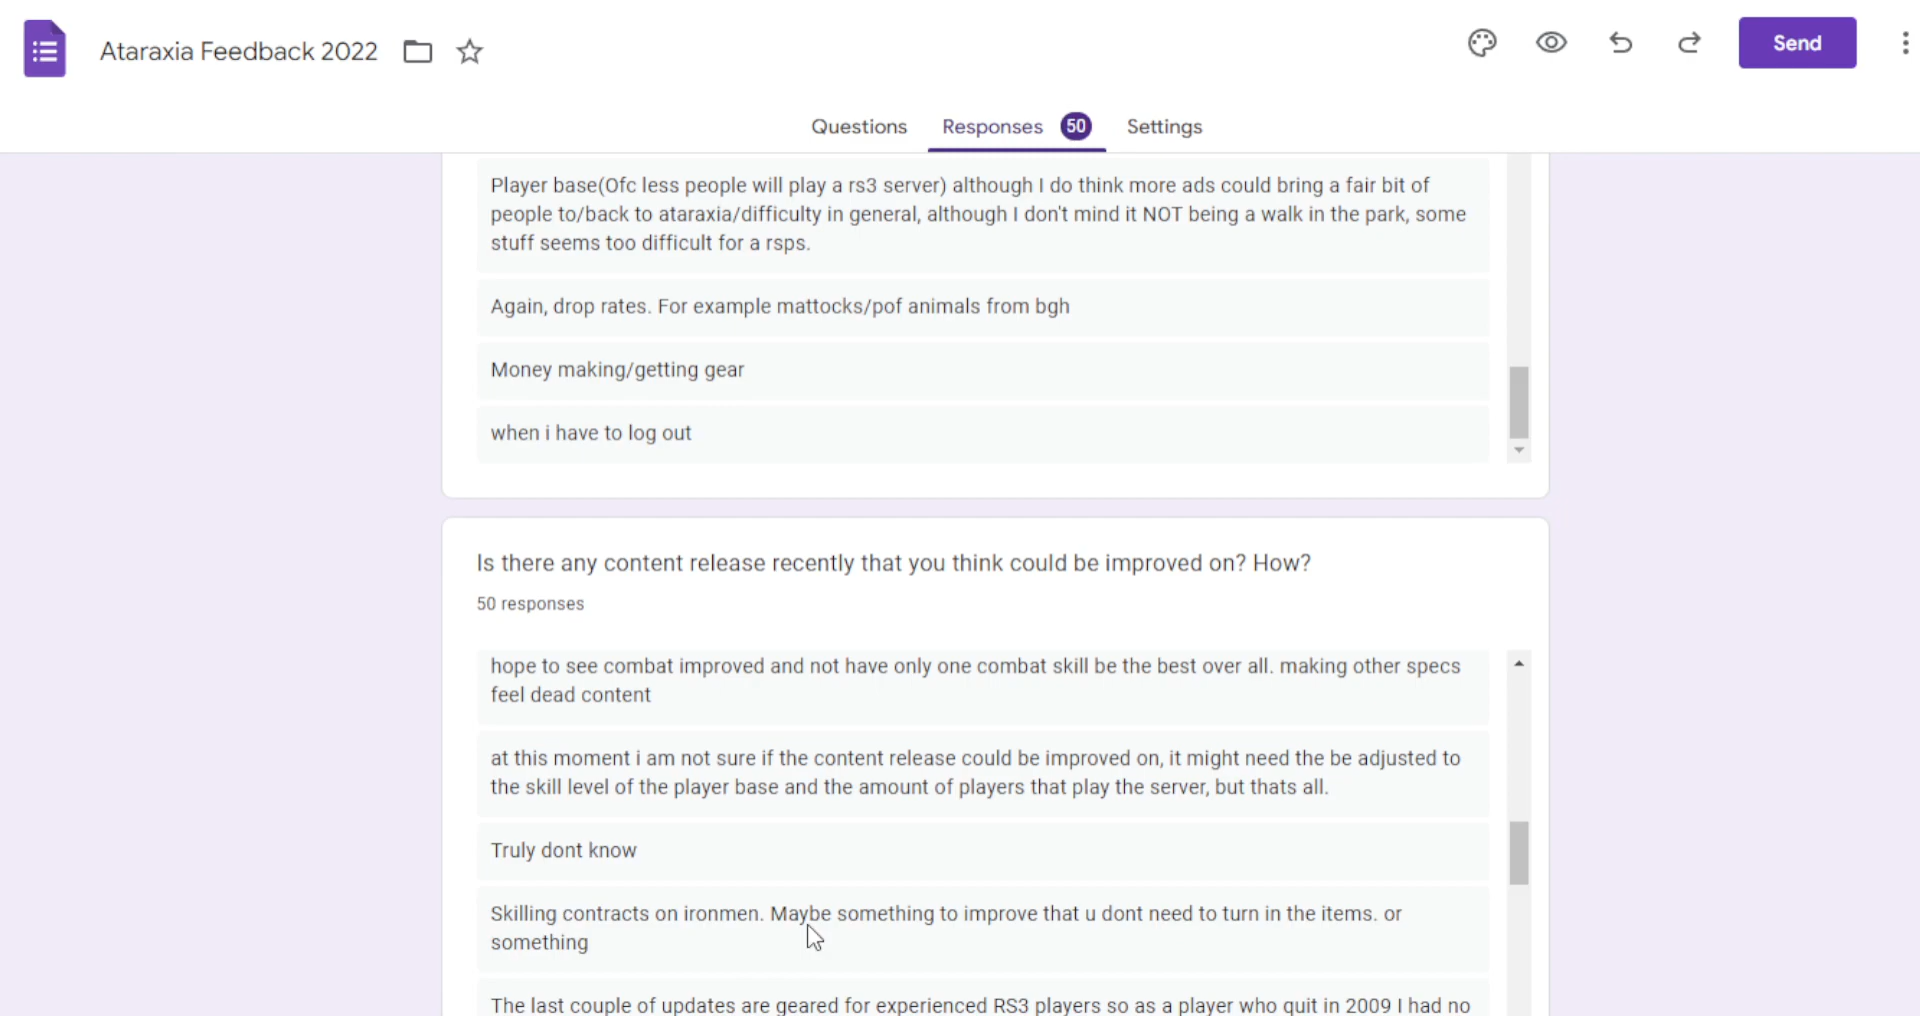 Ataraxia Feedback 2022
Send
Questions
Responses 50
Settings
Player base(Ofc less people will play a rs3 server) although I do think more ads could bring a fair bit of
people to/back to ataraxia/difficulty in general, although I don't mind it NOT being a walk in the park, some
stuff seems too difficult for a rsps.
Again, drop rates. For example mattocks/pof animals from bgh
Money making/getting gear
when i have to log out
Is there any content release recently that you think could be improved on? How?
50 responses
hope to see combat improved and not have only one combat skill be the best over all. making other specs
feel dead content
at this moment i am not sure if the content release could be improved on, it might need the be adjusted to
the skill level of the player base and the amount of players that play the server, but thats all.
Truly dont know
Skilling contracts on ironmen. Maybe something to improve that u dont need to turn in the items. or
something
The last couple of updates are geared for experienced RS3 players so as a player who quit in 2009 I had no